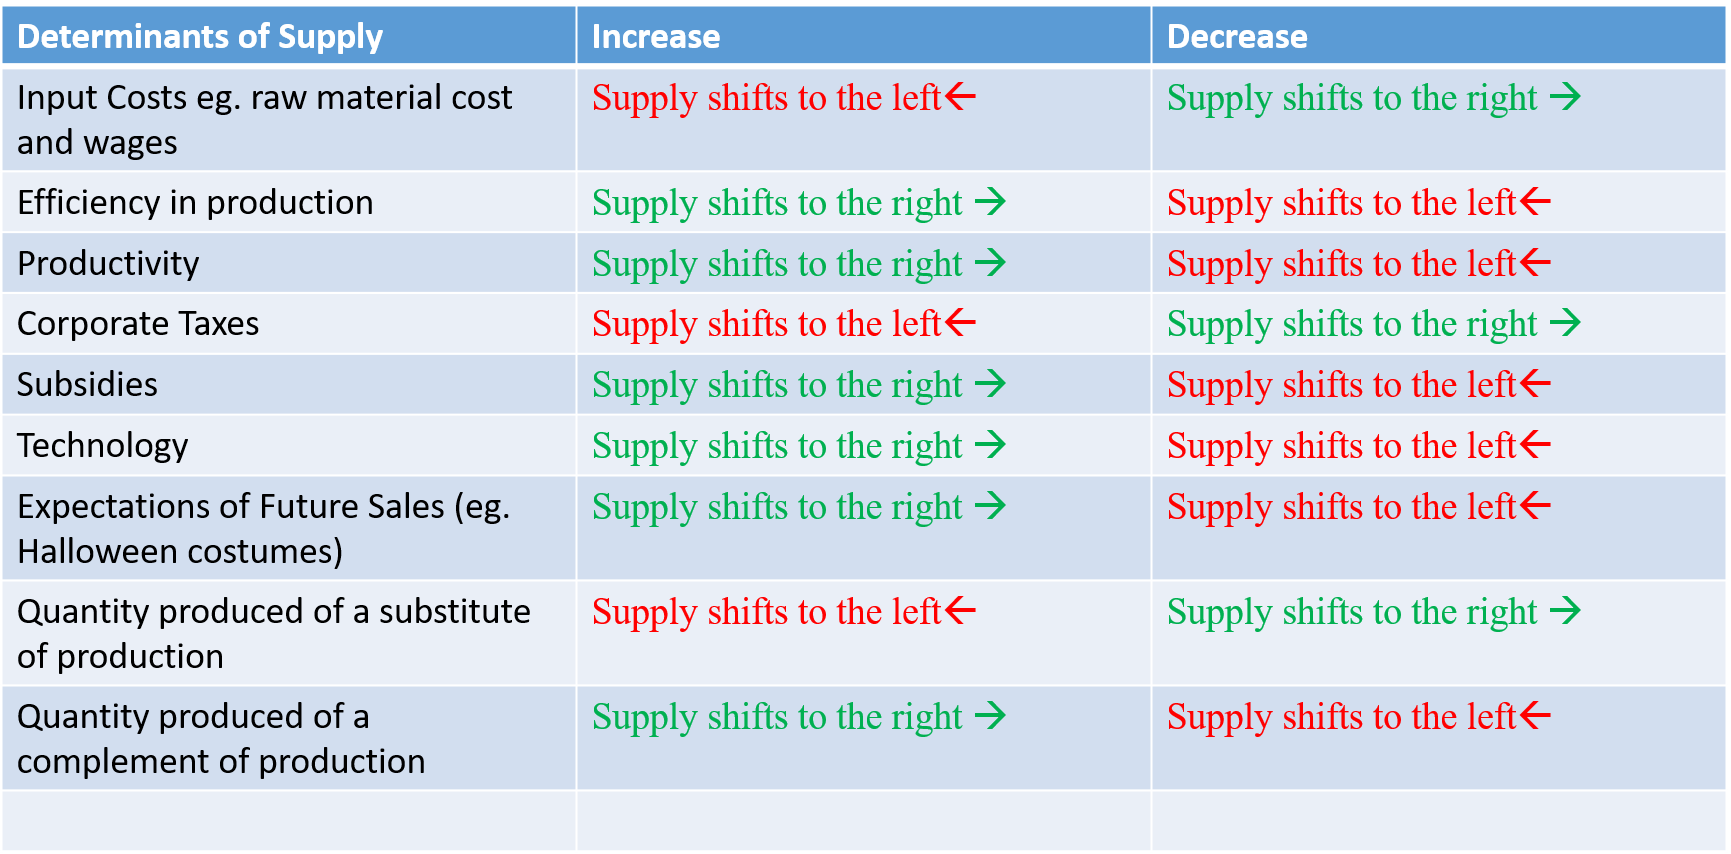 Determinants of Supply Increase Decrease
Input Costs eg. raw material cost Supply shifts to the left← Supply shifts to the right →
and wages
Efficiency in production Supply shifts to the right → Supply shifts to the left←
Productivity Supply shifts to the right → Supply shifts to the left←
Corporate Taxes Supply shifts to the left← Supply shifts to the right →
Subsidies Supply shifts to the right → Supply shifts to the left←
Technology Supply shifts to the right → Supply shifts to the left←
Expectations of Future Sales (eg. Supply shifts to the right → Supply shifts to the left←
Halloween costumes)
Quantity produced of a substitute Supply shifts to the left← Supply shifts to the right →
of production
Quantity produced of a Supply shifts to the right → Supply shifts to the left←
complement of production